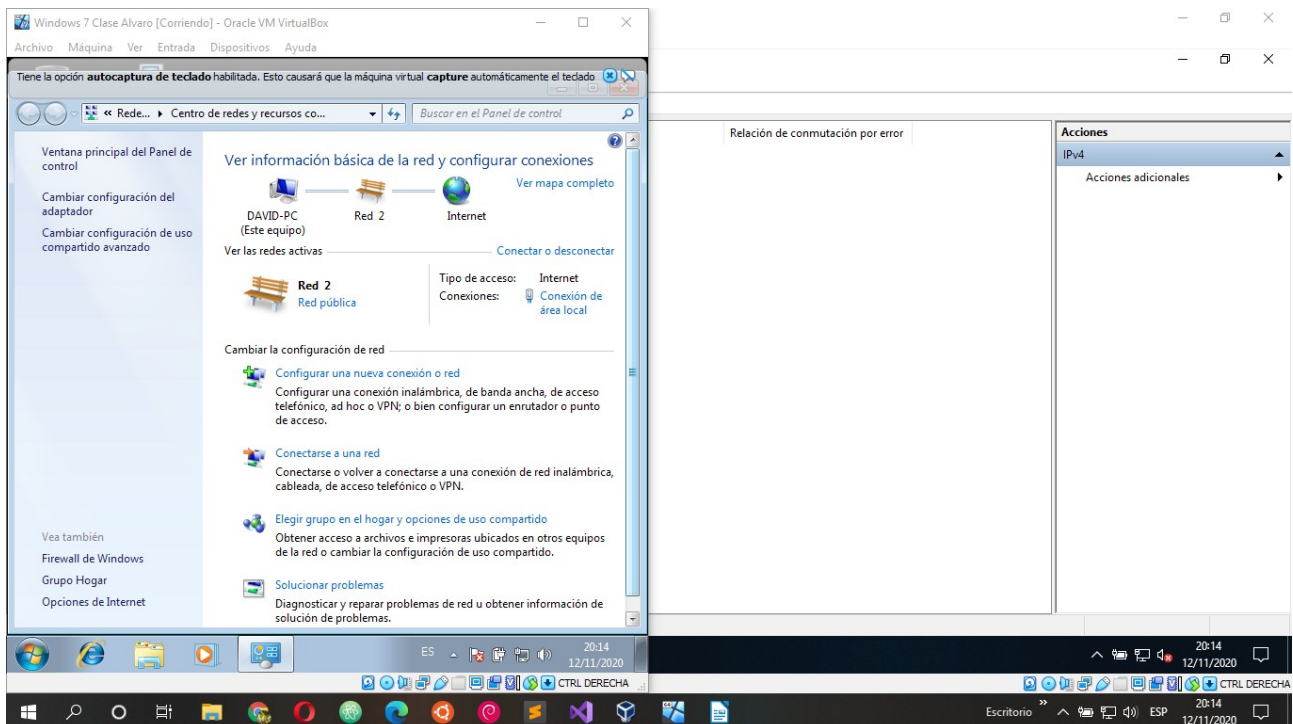 Windows 7 Clase Alvaro [Corriendo] - Oracle VM VirtualBox
Archivo Máquina Ver Entrada Dispositivos Ayuda
Tiene la opción autocaptura de teclado habilitada. Esto causará que la máquina virtual capture automáticamente el teclado
« Rede... Centro de redes y recursos co...
Buscar en el Panel de control
Ventana principal del Panel de
control
Cambiar configuración del
adaptador
Cambiar configuración de uso
compartido avanzado
Vea también
Firewall de Windows
Grupo Hogar
Opciones de Internet
Ver información básica de la red y configurar conexiones
Ver mapa completo
DAVID-PC
(Este equipo)
Red 2
Internet
Ver las redes activas
Conectar o desconectar
Red 2
Red pública
Tipo de acceso: Internet
Conexiones: Conexión de
área local
Cambiar la configuración de red
Configurar una nueva conexión o red
Configurar una conexión inalámbrica, de banda ancha, de acceso
telefónico, ad hoc o VPN; o bien configurar un enrutador o punto
de acceso.
Conectarse a una red
Conectarse o volver a conectarse a una conexión de red inalámbrica,
cableada, de acceso telefónico o VPN.
Elegir grupo en el hogar y opciones de uso compartido
Obtener acceso a archivos e impresoras ubicados en otros equipos
de la red o cambiar la configuración de uso compartido.
Solucionar problemas
Diagnosticar y reparar problemas de red u obtener información de
solución de problemas.
ES
20:14
12/11/2020
CTRL DERECHA
Relación de conmutación por error
Acciones
IPv4
Acciones adicionales
20:14
12/11/2020
CTRL DERECHA
Escritorio
ESP
20:14
12/11/2020